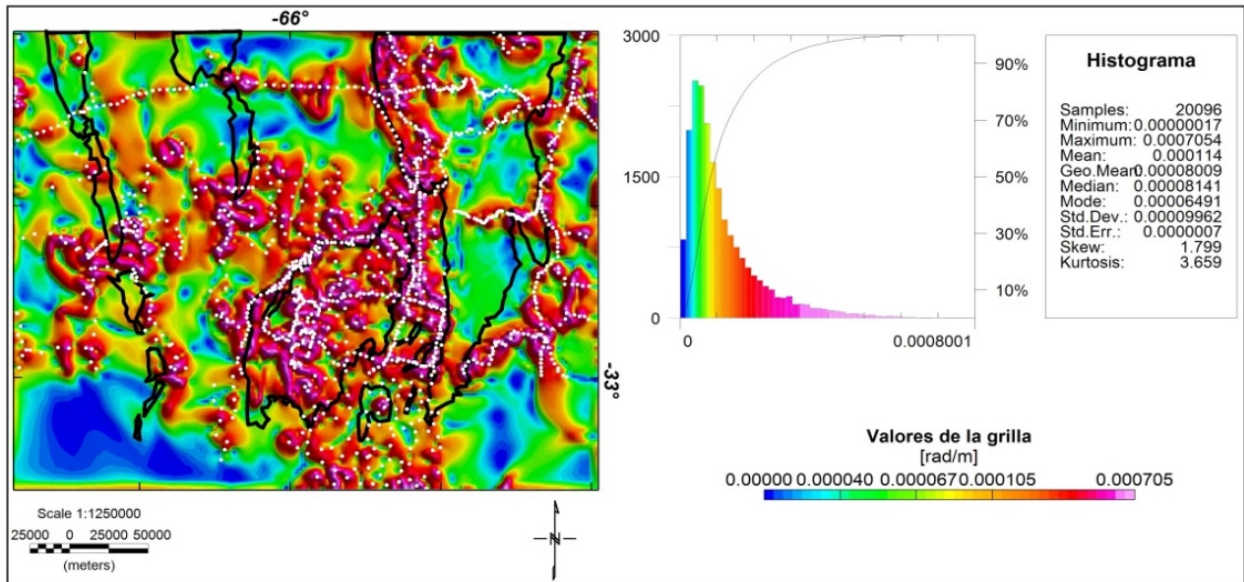 -66°
-33°
Scale 1:1250000
25000 0 25000 50000
(meters)
N
3000
1500
0
90%
70%
50%
30%
10%
0 0.0008001
Histograma
Samples: 20096
Minimum:0.00000017
Maximum: 0.0007054
Mean: 0.000114
Geo.Mean:0.00008009
Median: 0.00008141
Mode: 0.00006491
Std.Dev.: 0.00009962
Std.Err.: 0.0000007
Skew: 1.799
Kurtosis: 3.659
Valores de la grilla
[rad/m]
0.00000 0.000040 0.000067 0.000105 0.000705